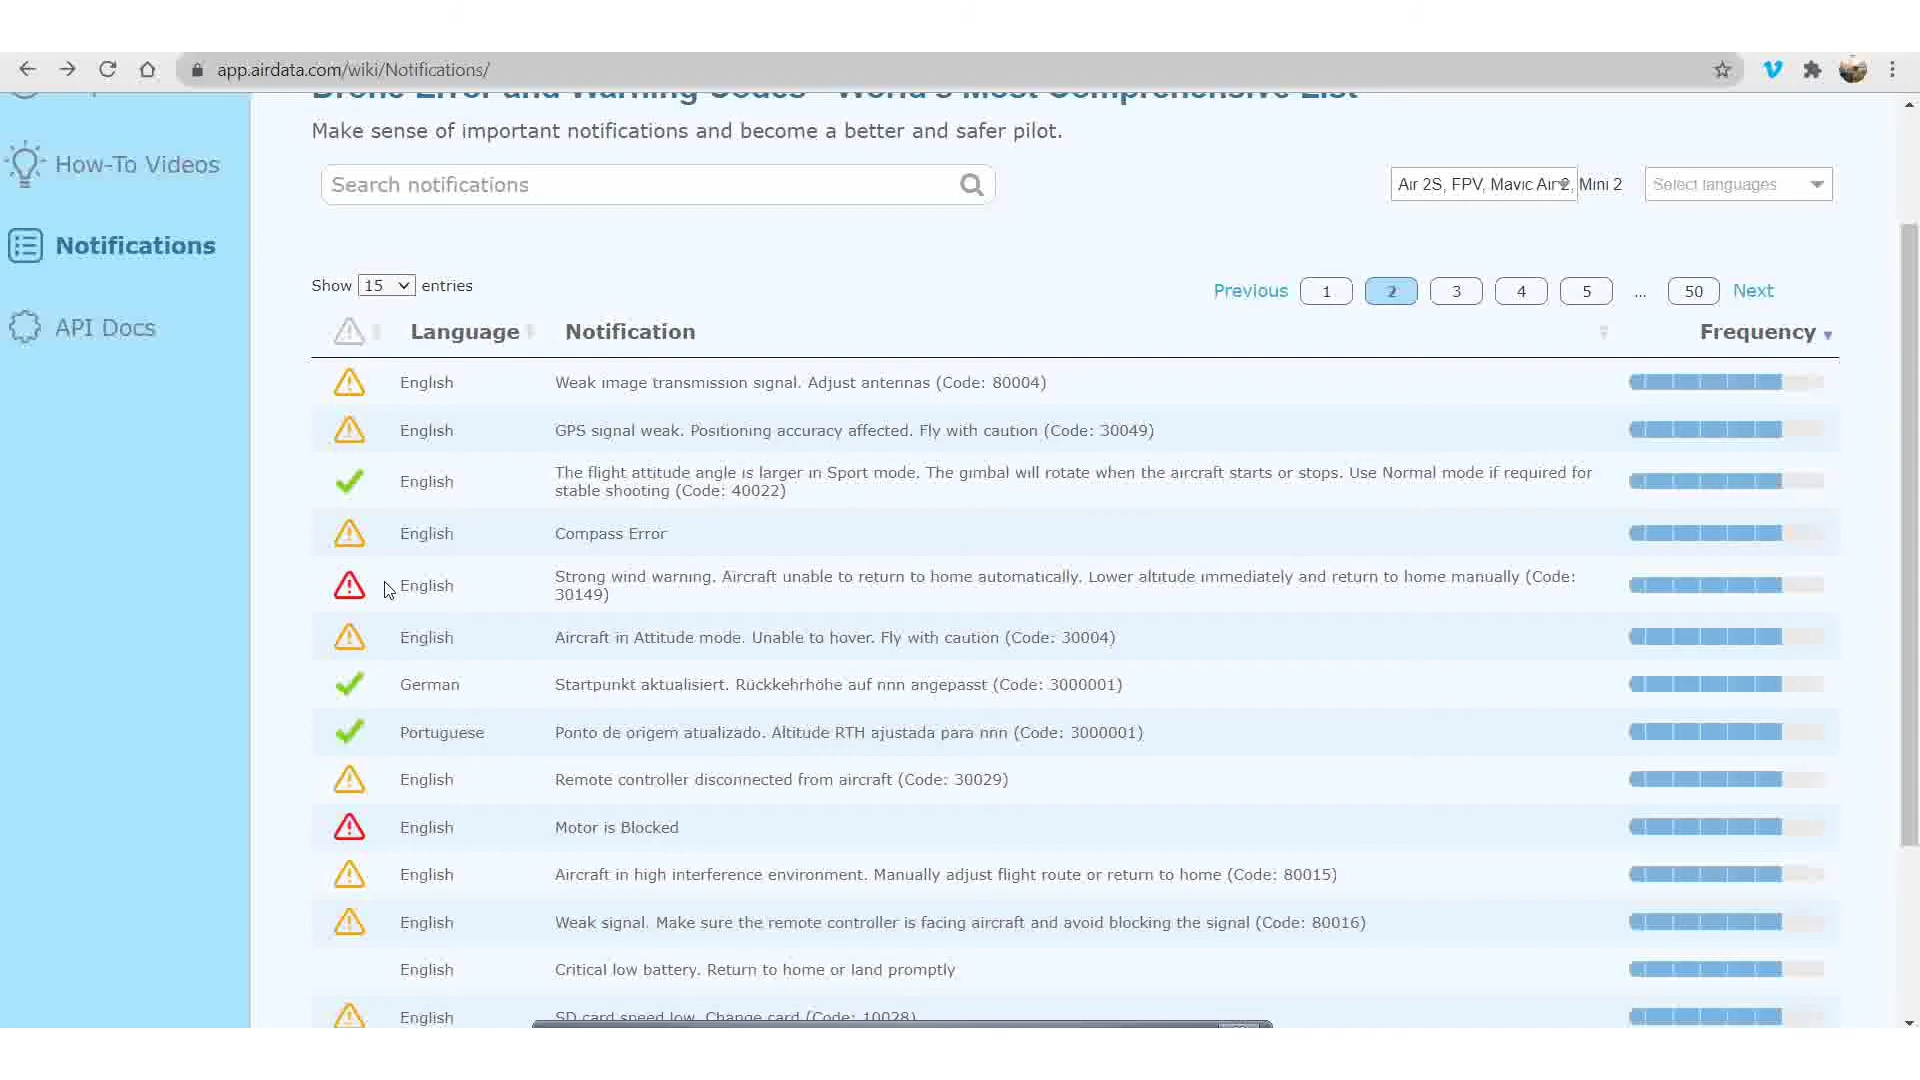 app.airdata.com/wiki/Notifications/
Drone Error and Warning Codes - World's Most Comprehensive List
Make sense of important notifications and become a better and safer pilot.
How-To Videos
Search notifications
Air 2S, FPV, Mavic Air 2, Mini 2
Select languages
Notifications
Show 15 entries
Previous 1 2 3 4 5 ... 50 Next
API Docs
Language Notification Frequency
English Weak image transmission signal. Adjust antennas (Code: 80004)
English GPS signal weak. Positioning accuracy affected. Fly with caution (Code: 30049)
English The flight attitude angle is larger in Sport mode. The gimbal will rotate when the aircraft starts or stops. Use Normal mode if required for
stable shooting (Code: 40022)
English Compass Error
English Strong wind warning. Aircraft unable to return to home automatically. Lower altitude immediately and return to home manually (Code:
30149)
English Aircraft in Attitude mode. Unable to hover. Fly with caution (Code: 30004)
German Startpunkt aktualisiert. Rückkehrhöhe auf nnn angepasst (Code: 3000001)
Portuguese Ponto de origem atualizado. Altitude RTH ajustada para nnn (Code: 3000001)
English Remote controller disconnected from aircraft (Code: 30029)
English Motor is Blocked
English Aircraft in high interference environment. Manually adjust flight route or return to home (Code: 80015)
English Weak signal. Make sure the remote controller is facing aircraft and avoid blocking the signal (Code: 80016)
English Critical low battery. Return to home or land promptly
English SD card speed low. Change card (Code: 10028)